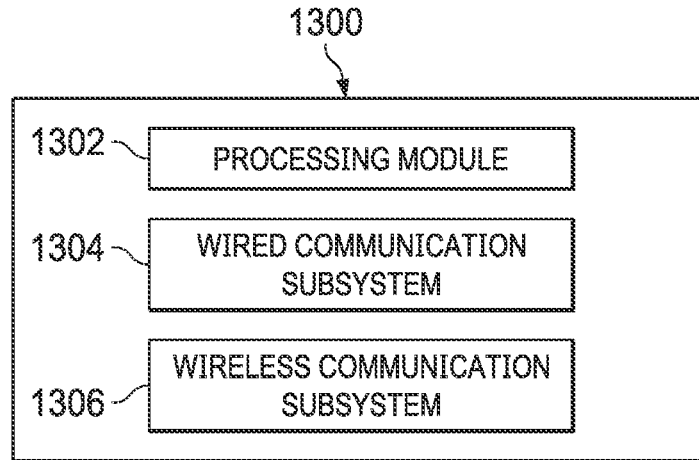 1300
1302
PROCESSING MODULE
1304
WIRED COMMUNICATION
SUBSYSTEM
1306
WIRELESS COMMUNICATION
SUBSYSTEM